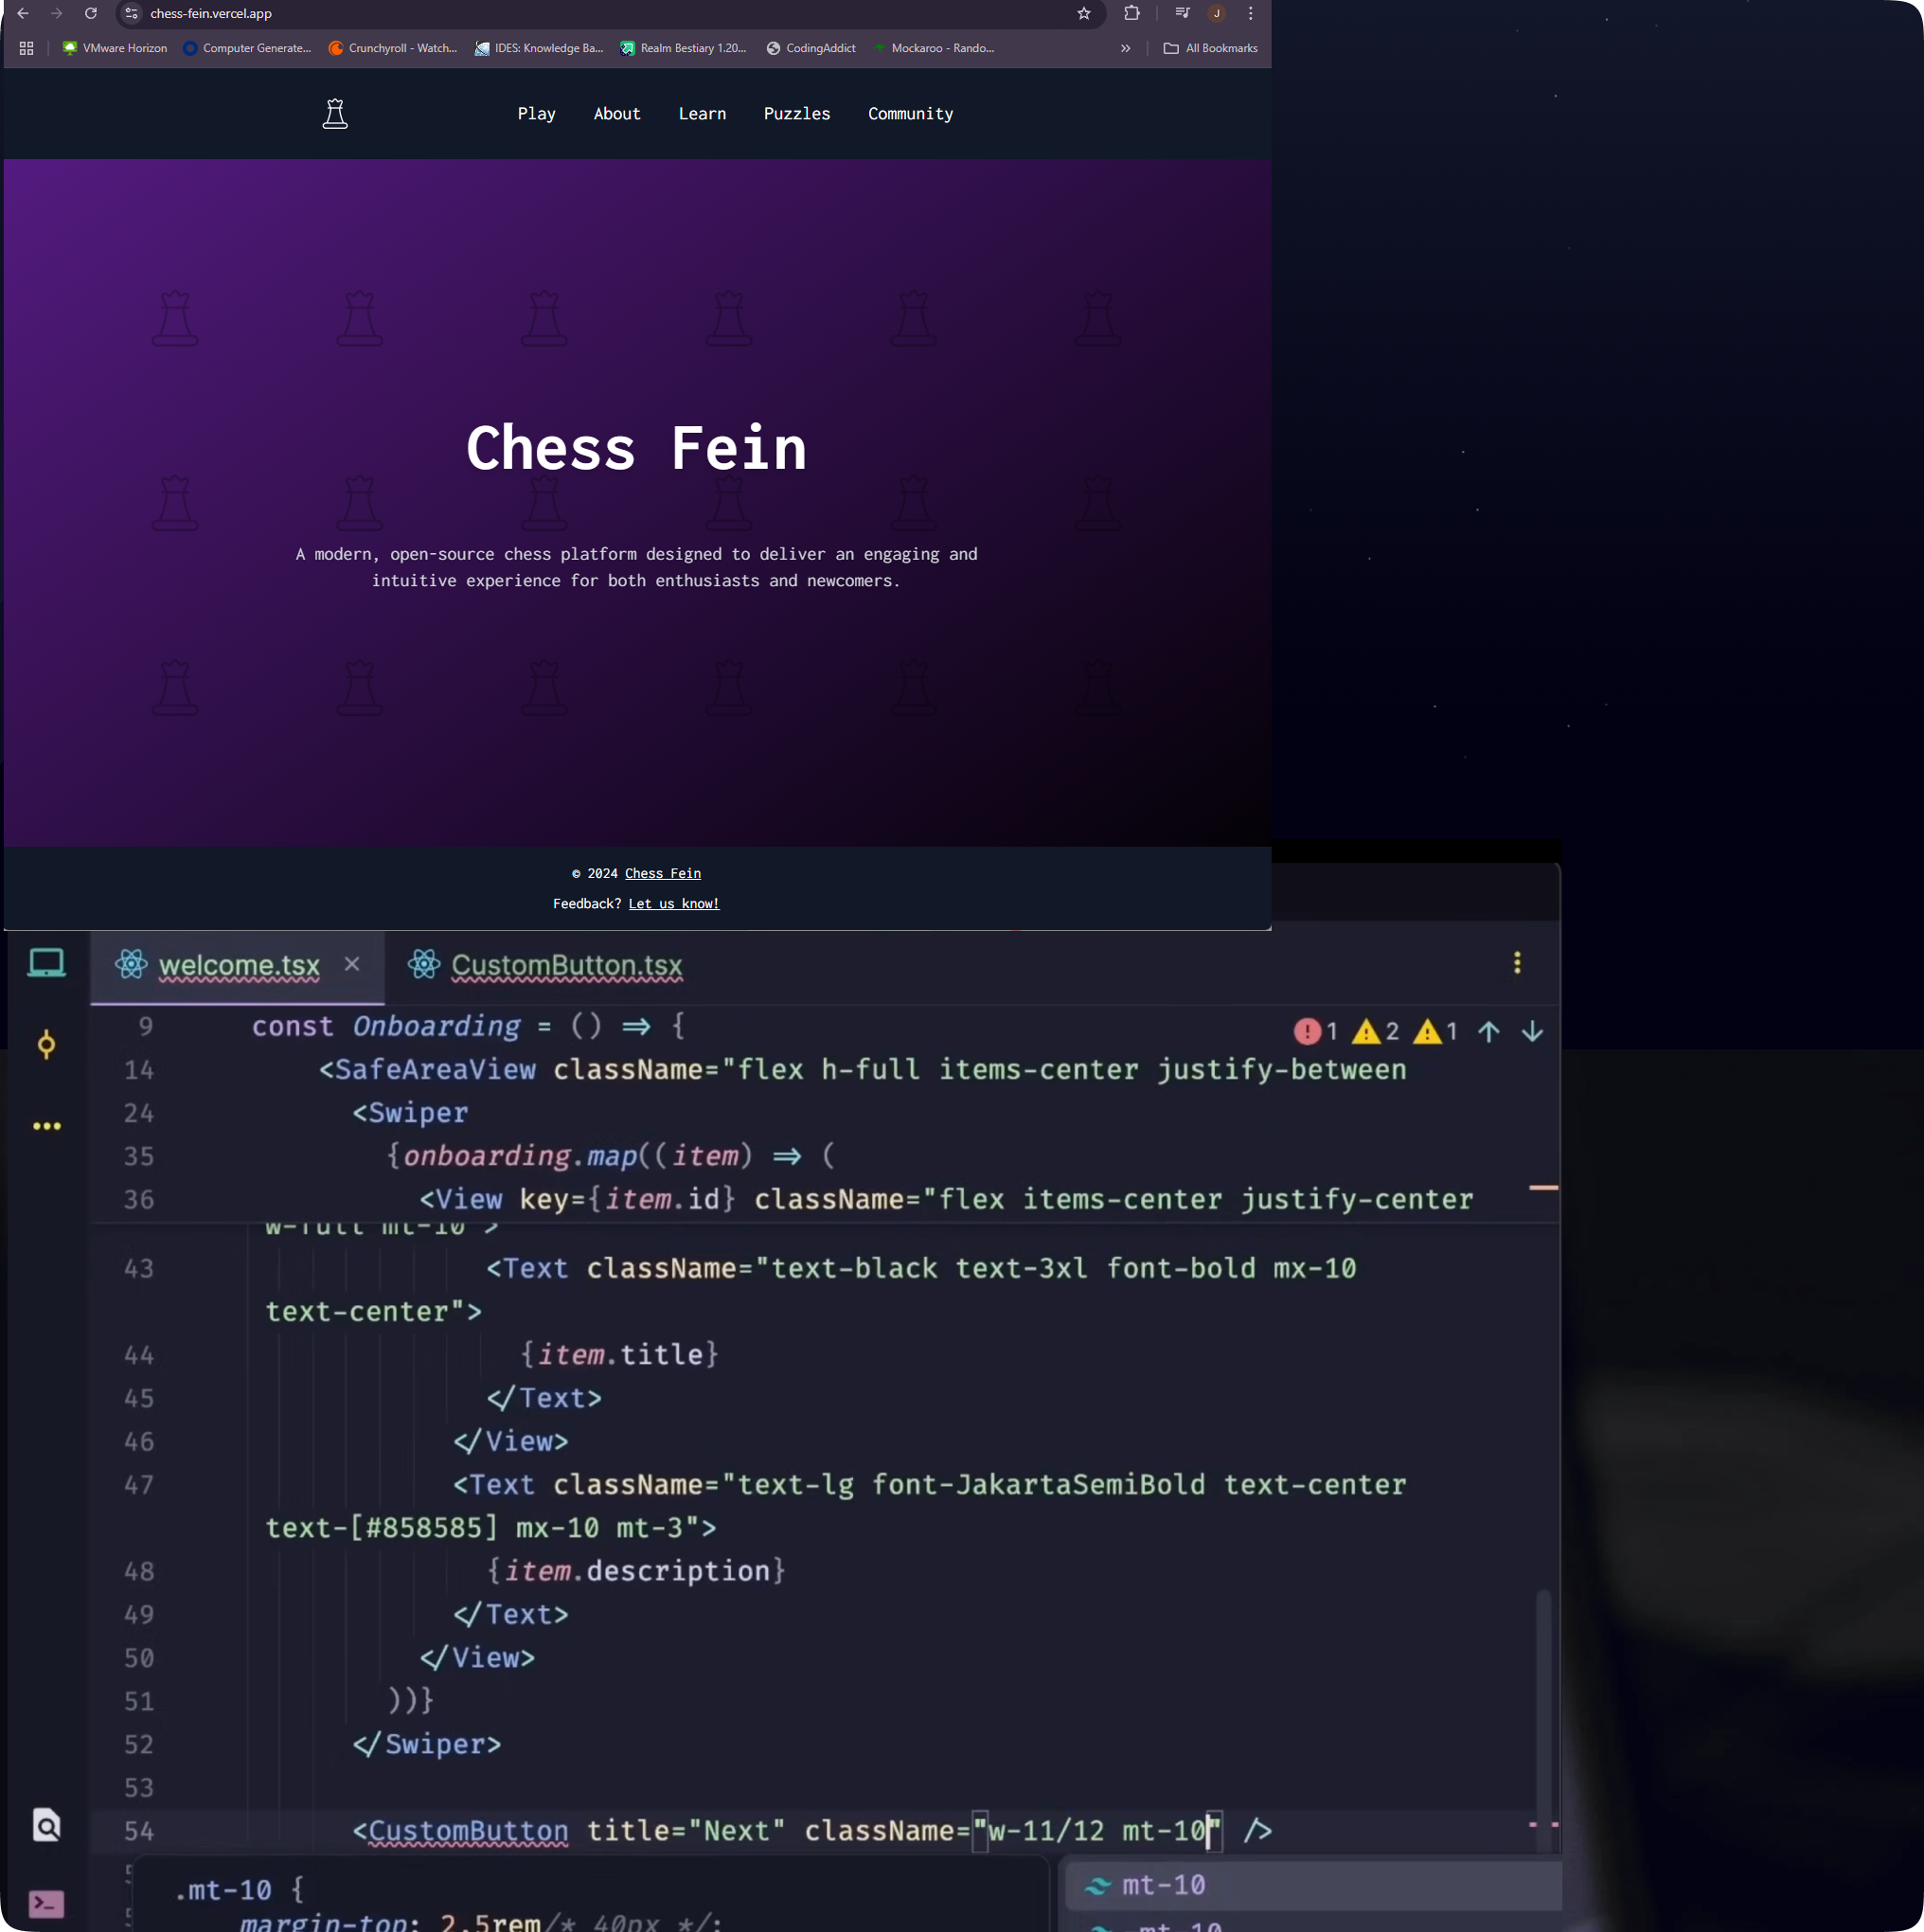 chess-fein.vercel.app
J
VMware Horizon Computer Generate... Crunchyroll - Watch... IDES: Knowledge Ba... Realm Bestiary 1.20... CodingAddict Mockaroo - Rando... » All Bookmarks
Play About Learn Puzzles Community
Chess Fein
A modern, open-source chess platform designed to deliver an engaging and
intuitive experience for both enthusiasts and newcomers.
© 2024 Chess Fein
Feedback? Let us know!
welcome.tsx × CustomButton.tsx
9 const Onboarding = () => {
1 2 1
14 <SafeAreaView className="flex h-full items-center justify-between
24 <Swiper
35 {onboarding.map((item) => (
36 <View key={item.id} className="flex items-center justify-center
w-full mt-10">
43 <Text className="text-black text-3xl font-bold mx-10
text-center">
44 {item.title}
45 </Text>
46 </View>
47 <Text className="text-lg font-JakartaSemiBold text-center
text-[#858585] mx-10 mt-3">
48 {item.description}
49 </Text>
50 </View>
51 ))}
52 </Swiper>
53
54 <CustomButton title="Next" className="w-11/12 mt-10" />
.mt-10 {
margin-top: 2.5rem/* 40px */;
mt-10
-mt-10